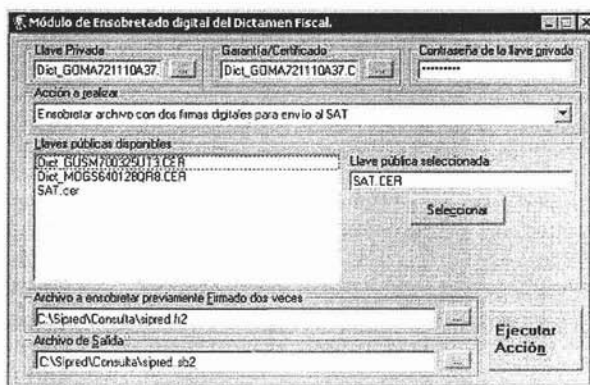 Módulo de Ensobretado digital del Dictamen Fiscal.
Llave Privada
Garantía/Certificado
Contraseña de la llave privada
Dict_GOMA721110A37.
...
Dict_GOMA721110A37.C
...
*********
Acción a realizar
Ensobretar archivo con dos firmas digitales para envío al SAT
Llaves públicas disponibles
Dict_GUSM700325UT3.CER
Dict_MOGS640128QR8.CER
SAT.cer
Llave pública seleccionada
SAT.CER
Seleccionar
Archivo a ensobretar previamente Firmado dos veces
C:\Sipred\Consulta\sipred.fi2
...
Archivo de Salida
C:\Sipred\Consulta\sipred.sb2
...
Ejecutar
Acción